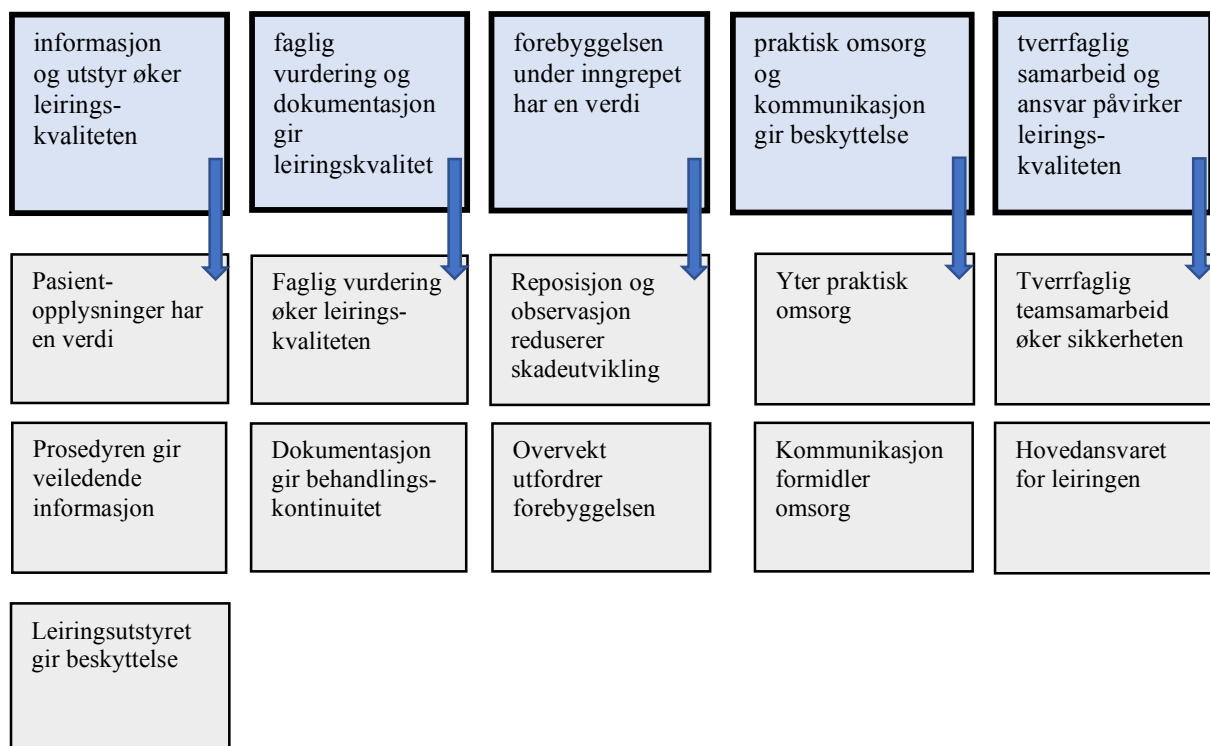 informasjon
og utstyr øker
leirings-
kvaliteten
faglig
vurdering og
dokumentasjon
gir
leiringskvalitet
forebyggelsen
under inngrepet
har en verdi
praktisk omsorg
og
kommunikasjon
gir beskyttelse
tverrfaglig
samarbeid og
ansvar påvirker
leirings-
kvaliteten
Pasient-
opplysninger har
en verdi
Faglig vurdering
øker leirings-
kvaliteten
Reposisjon og
observasjon
reduserer
skadeutvikling
Yter praktisk
omsorg
Tverrfaglig
teamsamarbeid
øker sikkerheten
Prosedyren gir
veiledende
informasjon
Dokumentasjon
gir behandlings-
kontinuitet
Overvekt
utfordrer
forebyggelsen
Kommunikasjon
formidler
omsorg
Hovedansvaret
for leiringen
Leiringsutstyret
gir beskyttelse